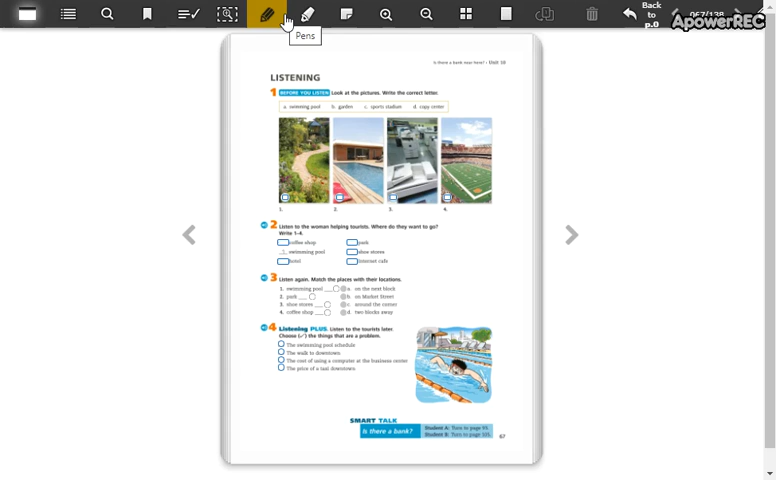 Back
to
p.0
067/138
ApowerREC
Pens
Is there a bank near here? • Unit 10
LISTENING
1 BEFORE YOU LISTEN Look at the pictures. Write the correct letter.
a. swimming pool b. garden c. sports stadium d. copy center
1. 2. 3. 4.
2 Listen to the woman helping tourists. Where do they want to go?
Write 1–4.
coffee shop park
1 swimming pool shoe stores
hotel Internet cafe
3 Listen again. Match the places with their locations.
1. swimming pool ___ a. on the next block
2. park ___ b. on Market Street
3. shoe stores ___ c. around the corner
4. coffee shop ___ d. two blocks away
4 Listening PLUS. Listen to the tourists later.
Choose (✓) the things that are a problem.
The swimming pool schedule
The walk to downtown
The cost of using a computer at the business center
The price of a taxi downtown
SMART TALK
Is there a bank?
Student A: Turn to page 95.
Student B: Turn to page 101.
67